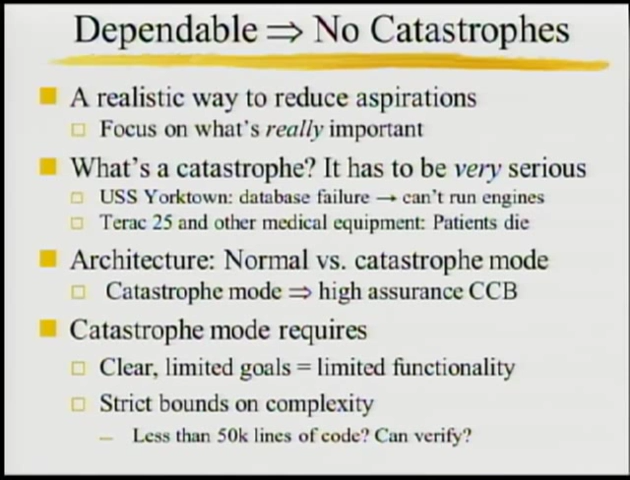 Dependable ⇒ No Catastrophes
A realistic way to reduce aspirations
Focus on what's really important
What's a catastrophe? It has to be very serious
USS Yorktown: database failure → can't run engines
Terac 25 and other medical equipment: Patients die
Architecture: Normal vs. catastrophe mode
Catastrophe mode ⇒ high assurance CCB
Catastrophe mode requires
Clear, limited goals = limited functionality
Strict bounds on complexity
– Less than 50k lines of code? Can verify?